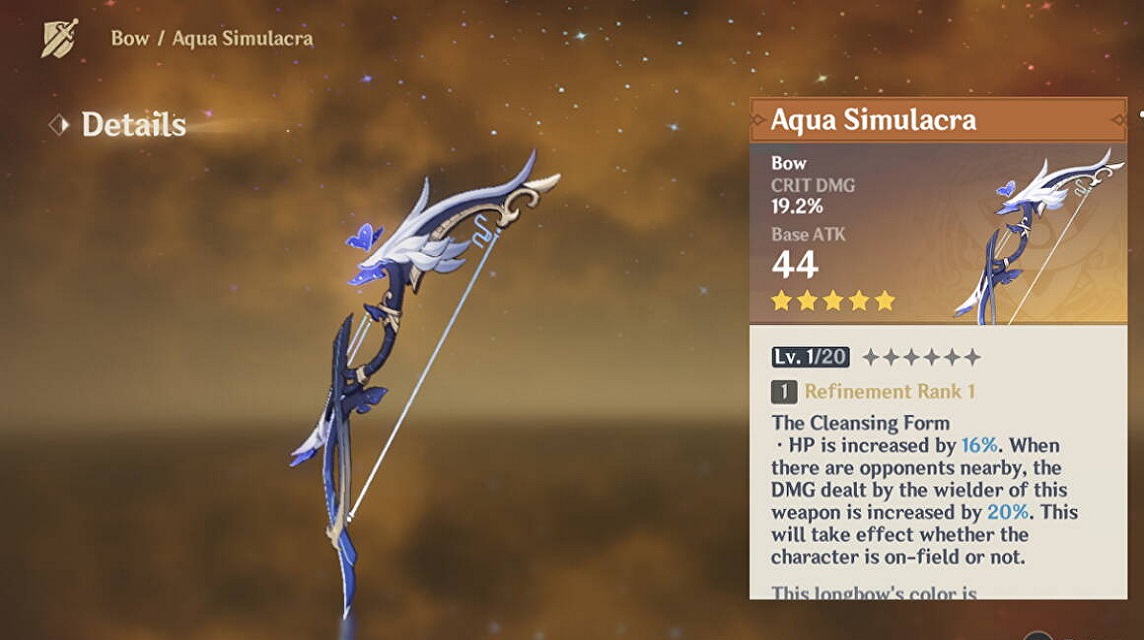 Bow / Aqua Simulacra
Details
Aqua Simulacra
Bow
CRIT DMG
19.2%
Base ATK
44
Lv. 1/20
1 Refinement Rank 1
The Cleansing Form
· HP is increased by 16%. When
there are opponents nearby, the
DMG dealt by the wielder of this
weapon is increased by 20%. This
will take effect whether the
character is on-field or not.
This longbow's color is